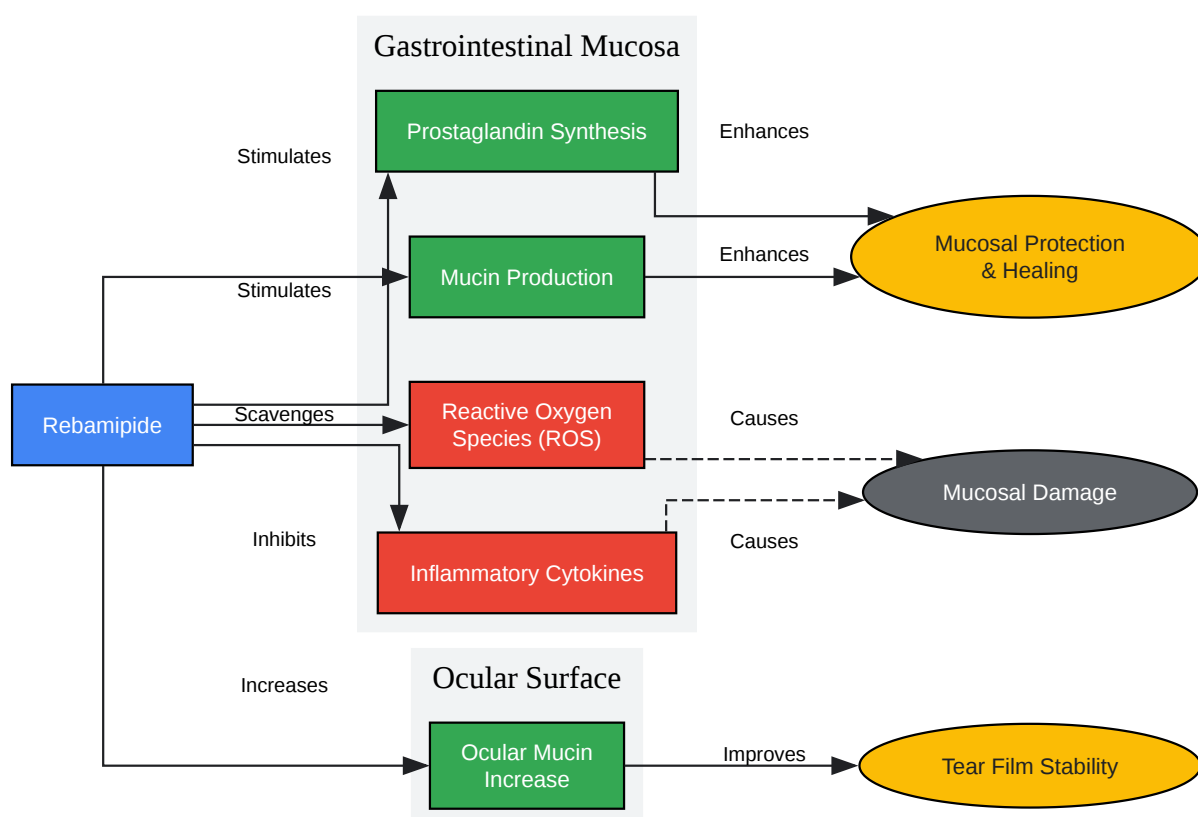 Gastrointestinal Mucosa
Prostaglandin Synthesis
Enhances
Stimulates
Mucosal Protection
& Healing
Enhances
Mucin Production
Stimulates
Rebamipide
Scavenges
Reactive Oxygen
Species (ROS)
Causes
Mucosal Damage
Inhibits
Causes
Inflammatory Cytokines
Ocular Surface
Increases
Ocular Mucin
Increase
Improves
Tear Film Stability